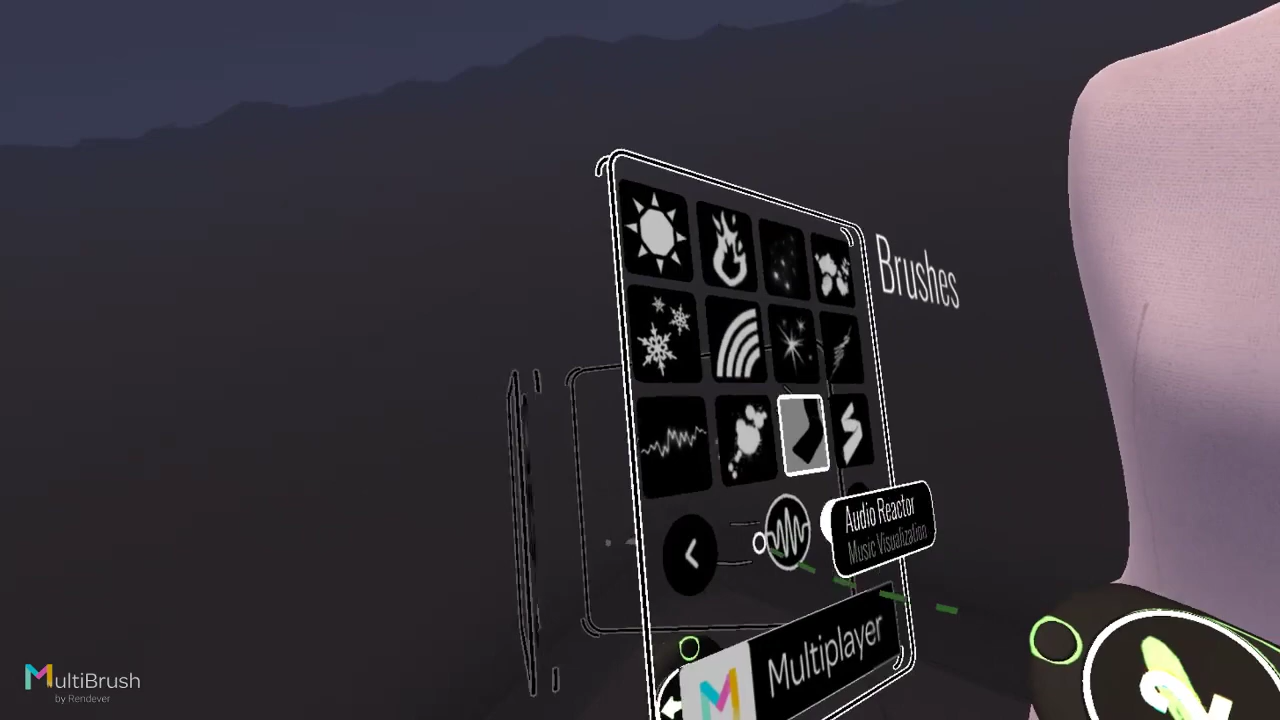 Brushes
Audio Reactor
Music Visualization
Multiplayer
MultiBrush
by Rendever